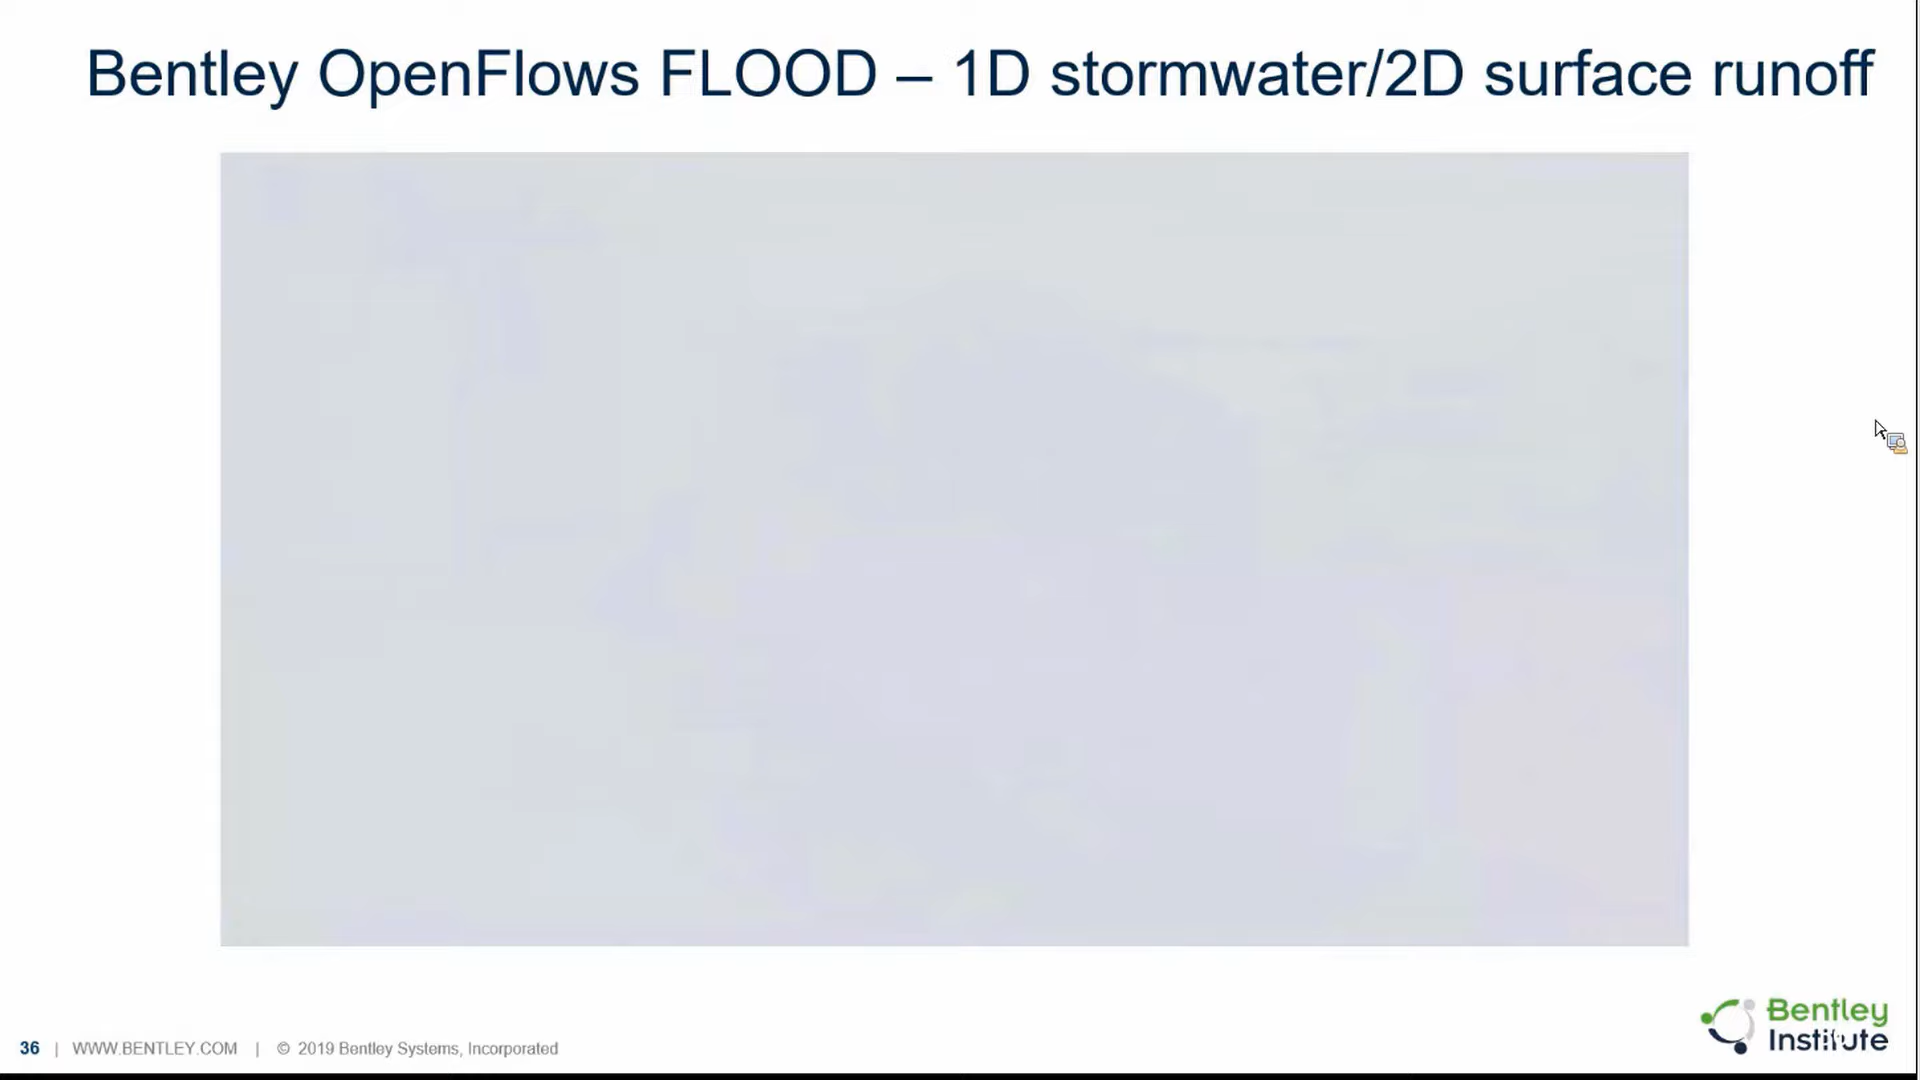 Bentley OpenFlows FLOOD – 1D stormwater/2D surface runoff
36 | WWW.BENTLEY.COM | © 2019 Bentley Systems, Incorporated
Bentley
Institute